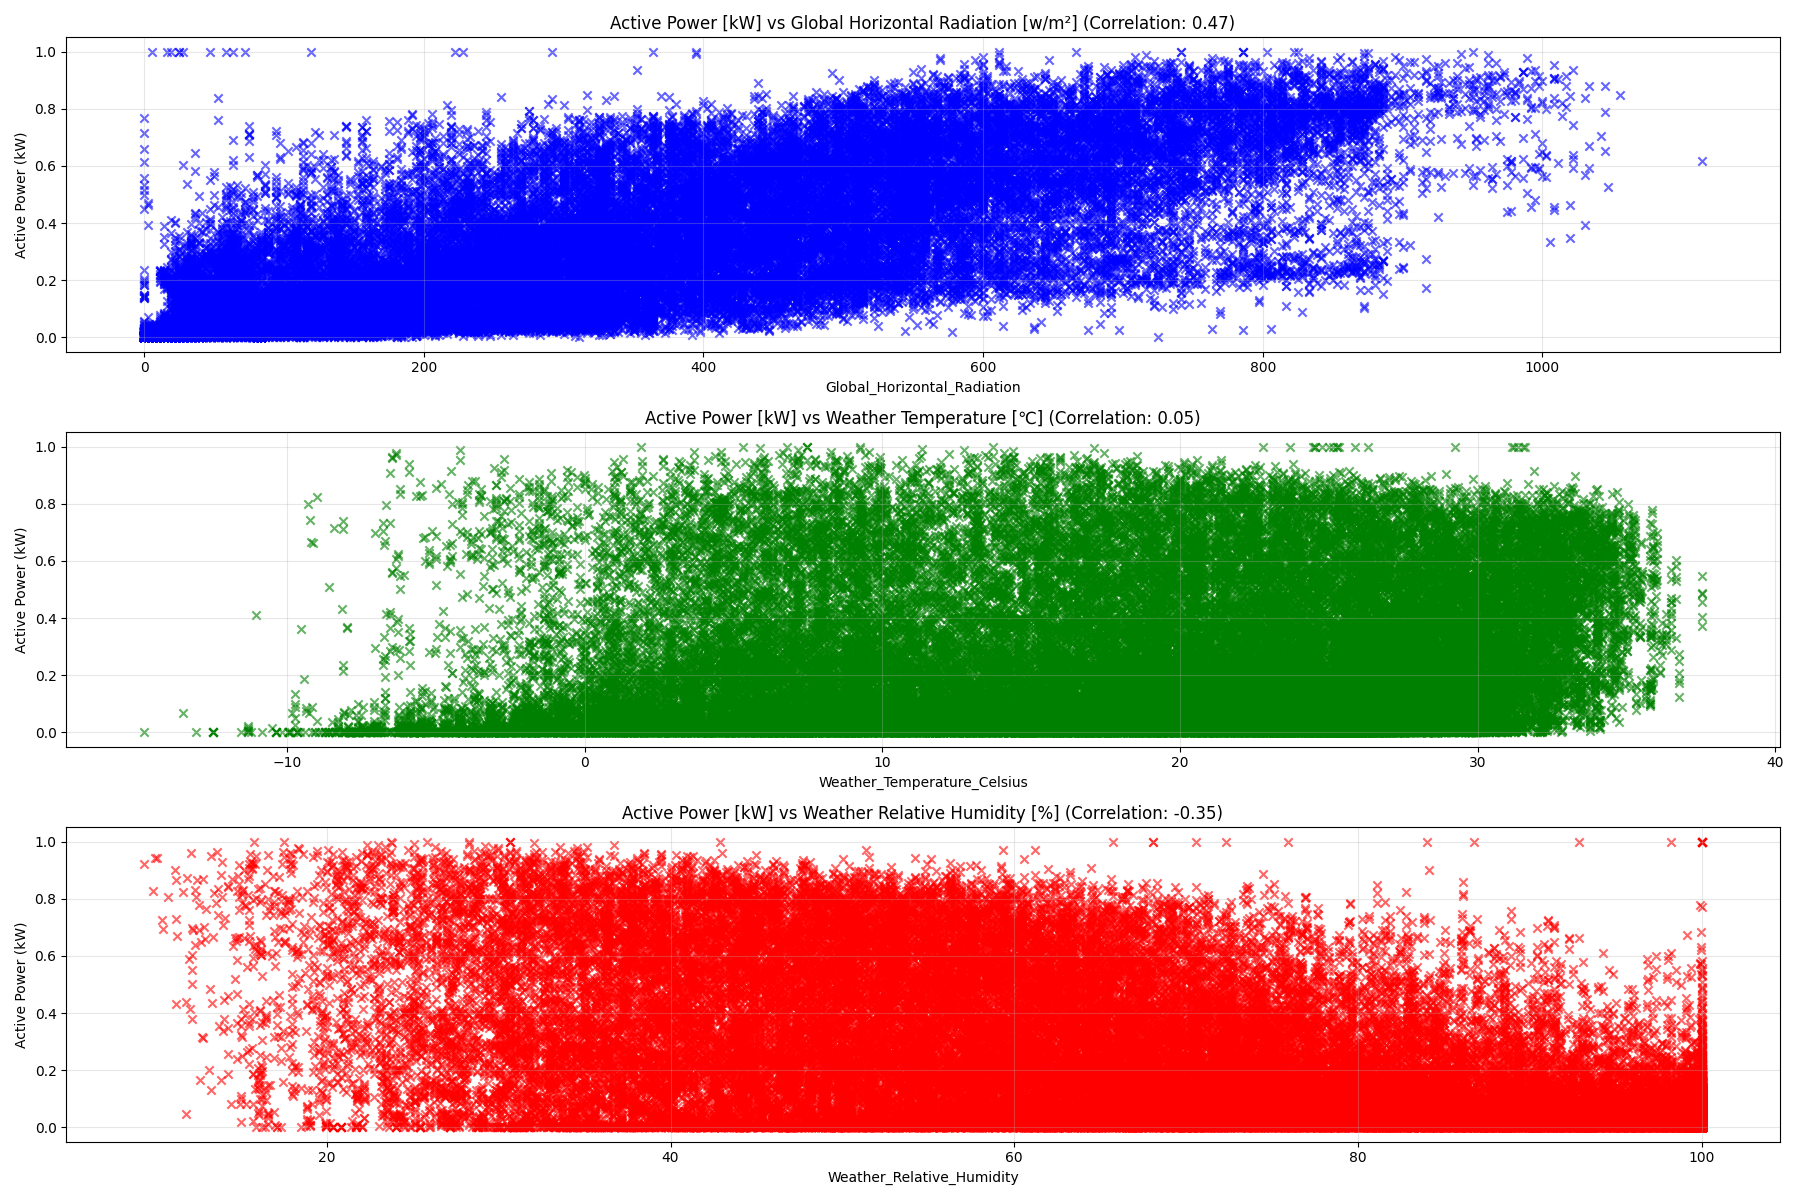 Active Power [kW] vs Global Horizontal Radiation [w/m²] (Correlation: 0.47)
1.0
0.8
0.6
0.4
0.2
0.0
Active Power (kW)
0 200 400 600 800 1000
Global_Horizontal_Radiation
Active Power [kW] vs Weather Temperature [℃] (Correlation: 0.05)
1.0
0.8
0.6
0.4
0.2
0.0
Active Power (kW)
−10 0 10 20 30 40
Weather_Temperature_Celsius
Active Power [kW] vs Weather Relative Humidity [%] (Correlation: -0.35)
1.0
0.8
0.6
0.4
0.2
0.0
Active Power (kW)
20 40 60 80 100
Weather_Relative_Humidity